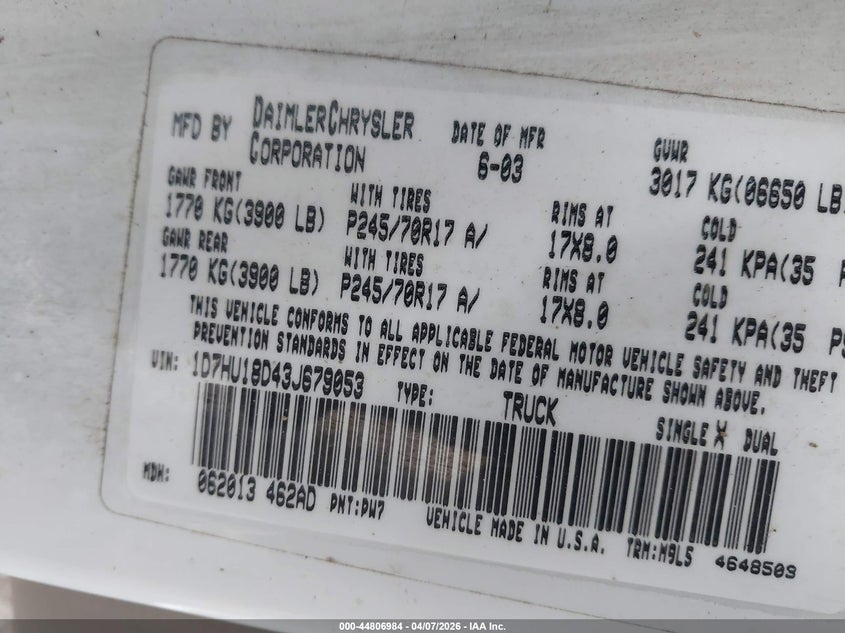 MFD BY DAIMLERCHRYSLER CORPORATION
DATE OF MFR 6-03
GVWR 3017 KG(06650 LB
GAWR FRONT 1770 KG(3900 LB)
WITH TIRES P245/70R17 A/
RIMS AT 17X8.0
COLD 241 KPA(35 P
GAWR REAR 1770 KG(3900 LB)
WITH TIRES P245/70R17 A/
RIMS AT 17X8.0
COLD 241 KPA(35 PS
THIS VEHICLE CONFORMS TO ALL APPLICABLE FEDERAL MOTOR VEHICLE SAFETY AND THEFT
PREVENTION STANDARDS IN EFFECT ON THE DATE OF MANUFACTURE SHOWN ABOVE.
VIN: 1D7HU18D43J679053
TYPE: TRUCK
SINGLE X DUAL
MDH: 062013 462AD
PNT:PW7
VEHICLE MADE IN U.S.A.
TRM:M9L5
4648509
000-44806984 - 04/07/2026 - IAA Inc.